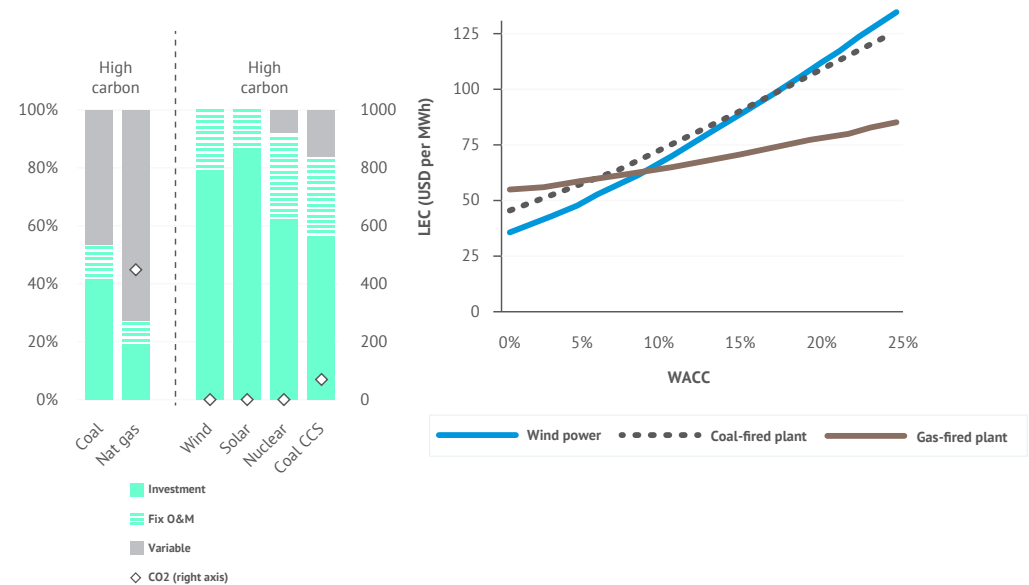 High
carbon
High
carbon
100%
80%
60%
40%
20%
0%
1000
800
600
400
200
0
Coal
Nat gas
Wind
Solar
Nuclear
Coal CCS
Investment
Fix O&M
Variable
CO2 (right axis)
LEC (USD per MWh)
125
100
75
50
25
0
0%
5%
10%
15%
20%
25%
WACC
Wind power
Coal-fired plant
Gas-fired plant